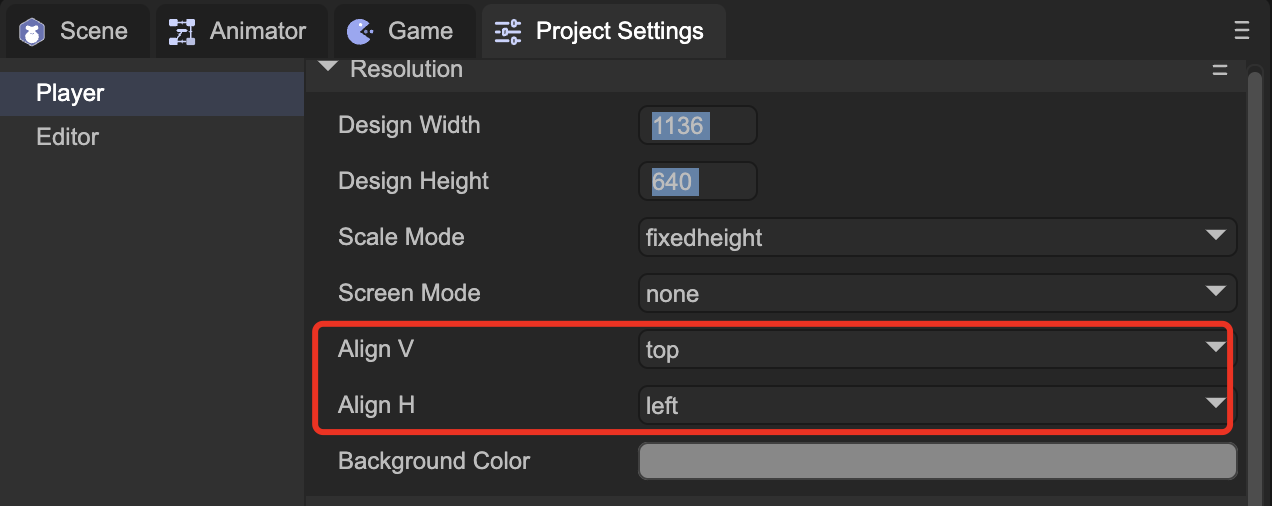 Scene Animator Game Project Settings
Player
Editor
Resolution
Design Width 1136
Design Height 640
Scale Mode fixedheight
Screen Mode none
Align V top
Align H left
Background Color